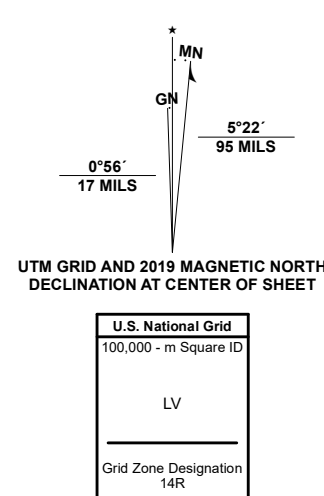 ★
MN
GN
5°22´
95 MILS
0°56´
17 MILS
UTM GRID AND 2019 MAGNETIC NORTH
DECLINATION AT CENTER OF SHEET
U.S. National Grid
100,000 - m Square ID
LV
Grid Zone Designation
14R